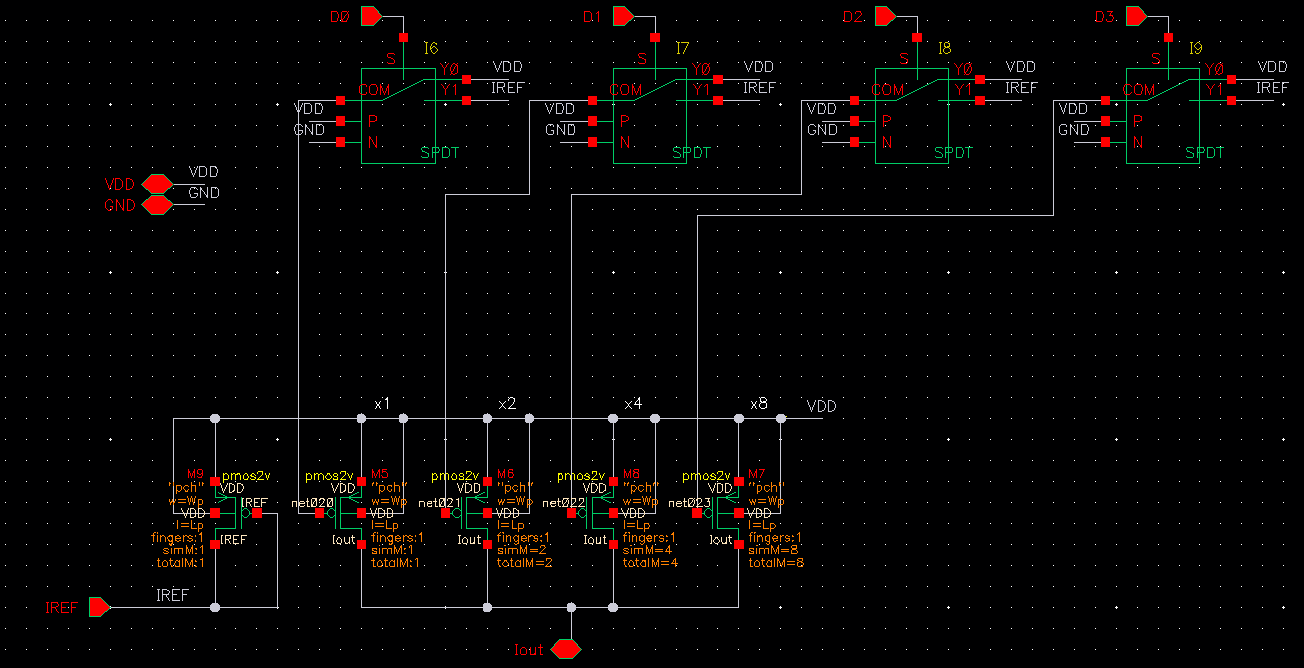 D0 D1 D2 D3
I6 I7 I8 I9
S S S S
Y0 VDD Y0 VDD Y0 VDD Y0 VDD
COM Y1 IREF COM Y1 IREF COM Y1 IREF COM Y1 IREF
VDD P VDD P VDD P VDD P
GND N GND N GND N GND N
SPDT SPDT SPDT SPDT
VDD VDD
GND GND
x1 x2 x4 x8 VDD
M9 pmos2v pmos2v M5 pmos2v M6 pmos2v M8 pmos2v M7
"pch" VDD VDD "pch" VDD "pch" VDD "pch" VDD "pch"
w=Wp IREF net020 w=Wp net021 w=Wp net022 w=Wp net023 w=Wp
VDD VDD VDD VDD VDD
l=Lp l=Lp l=Lp l=Lp l=Lp
fingers:1 IREF Iout fingers:1 Iout fingers:1 Iout fingers:1 Iout fingers:1
simM:1 simM:1 simM=2 simM=4 simM=8
totalM:1 totalM:1 totalM=2 totalM=4 totalM=8
IREF IREF
Iout